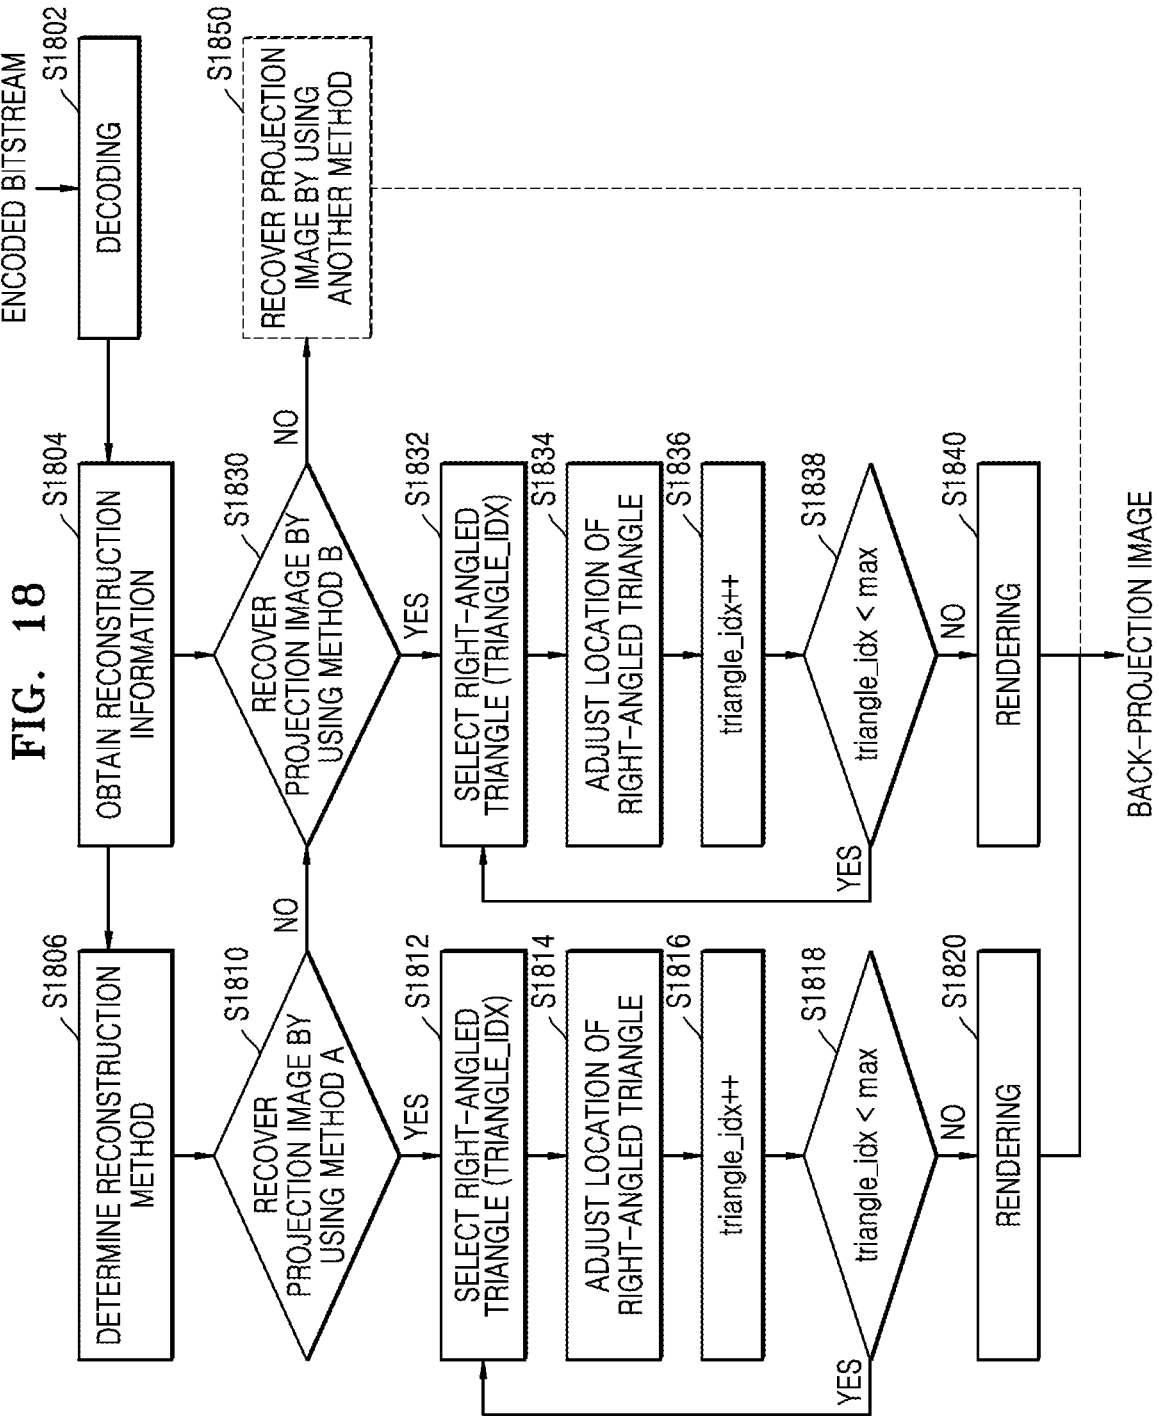 FIG. 18
ENCODED BITSTREAM
S1806
DETERMINE RECONSTRUCTION
METHOD
S1804
OBTAIN RECONSTRUCTION
INFORMATION
S1802
DECODING
S1810
RECOVER
PROJECTION IMAGE BY
USING METHOD A
NO
S1830
RECOVER
PROJECTION IMAGE BY
USING METHOD B
NO
S1850
RECOVER PROJECTION
IMAGE BY USING
ANOTHER METHOD
YES
S1812
SELECT RIGHT-ANGLED
TRIANGLE (TRIANGLE_IDX)
S1814
ADJUST LOCATION OF
RIGHT-ANGLED TRIANGLE
S1816
triangle_idx++
S1818
triangle_idx < max
YES
NO
S1820
RENDERING
YES
S1832
SELECT RIGHT-ANGLED
TRIANGLE (TRIANGLE_IDX)
S1834
ADJUST LOCATION OF
RIGHT-ANGLED TRIANGLE
S1836
triangle_idx++
S1838
triangle_idx < max
YES
NO
S1840
RENDERING
BACK-PROJECTION IMAGE